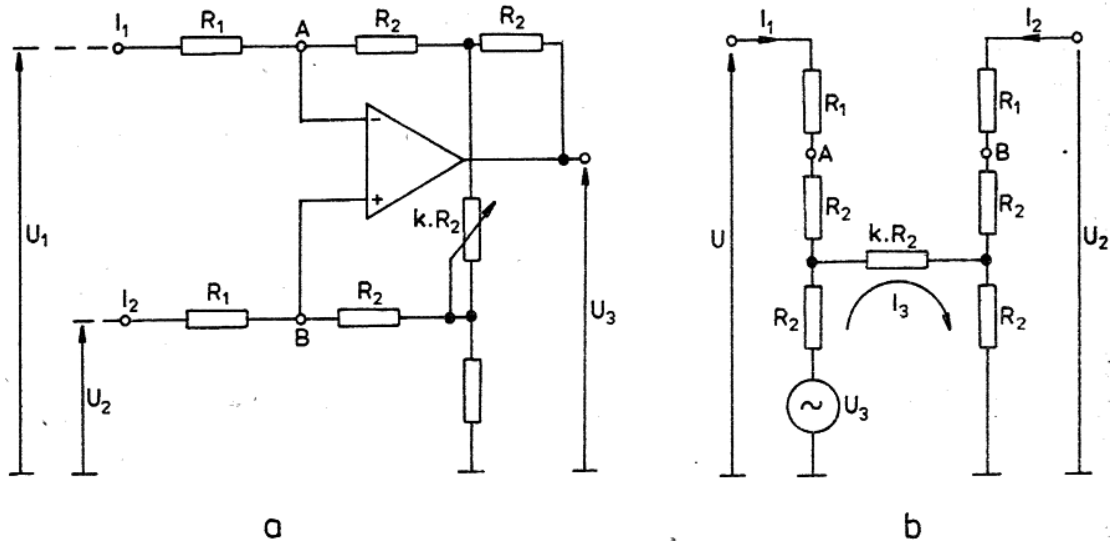 I₁
R₁
A
R₂
R₂
−
+
k.R₂
U₁
I₂
R₁
B
R₂
U₃
U₂
a
I₁
I₂
R₁
R₁
A
B
R₂
R₂
U
k.R₂
U₂
R₂
I₃
R₂
~
U₃
b